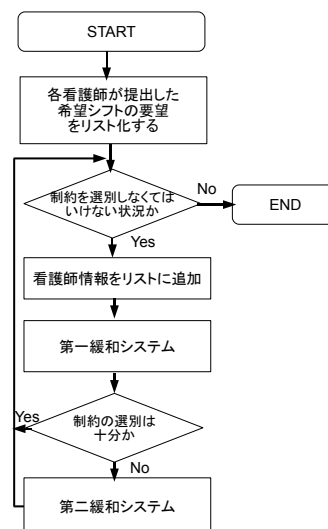 START
各看護師が提出した
希望シフトの要望
をリスト化する
制約を選別しなくては
いけない状況か
No
END
Yes
看護師情報をリストに追加
第一緩和システム
制約の選別は
十分か
Yes
No
第二緩和システム